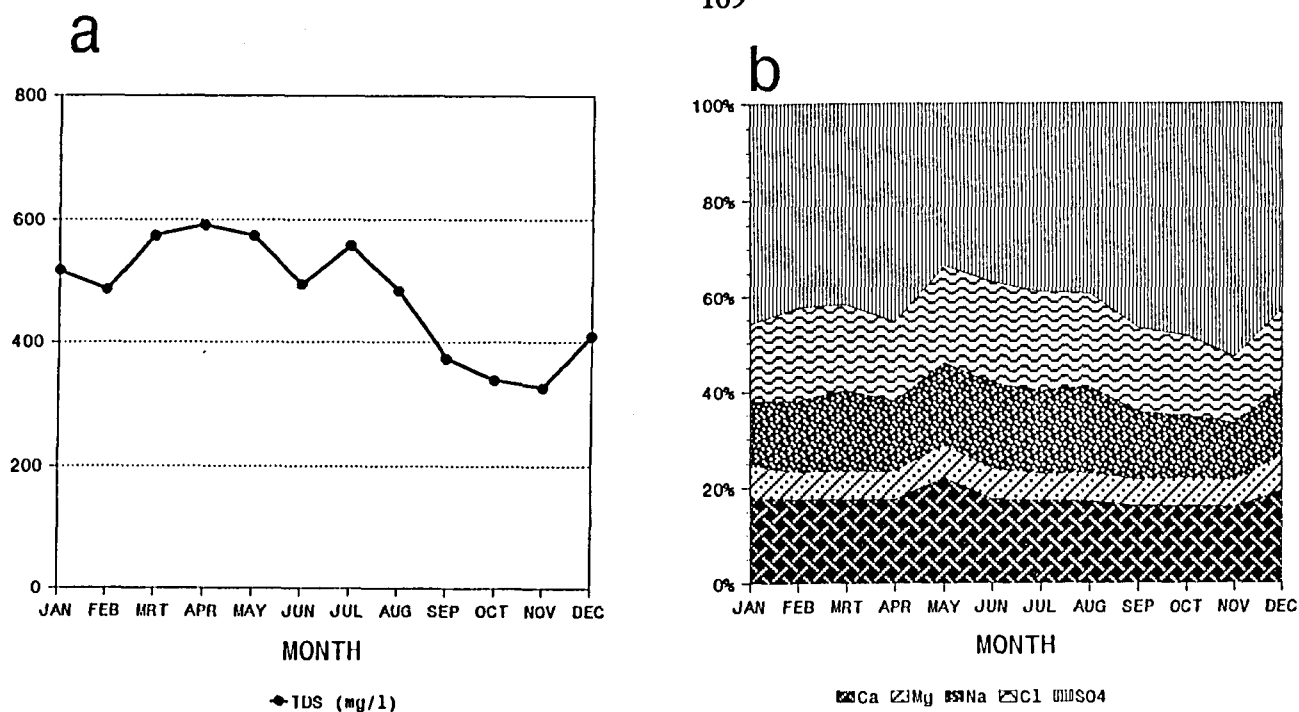 169
a
800
600
400
200
0
JAN FEB MRT APR MAY JUN JUL AUG SEP OCT NOV DEC
MONTH
TDS (mg/l)
b
100%
80%
60%
40%
20%
0%
JAN FEB MRT APR MAY JUN JUL AUG SEP OCT NOV DEC
MONTH
Ca Mg Na Cl SO4